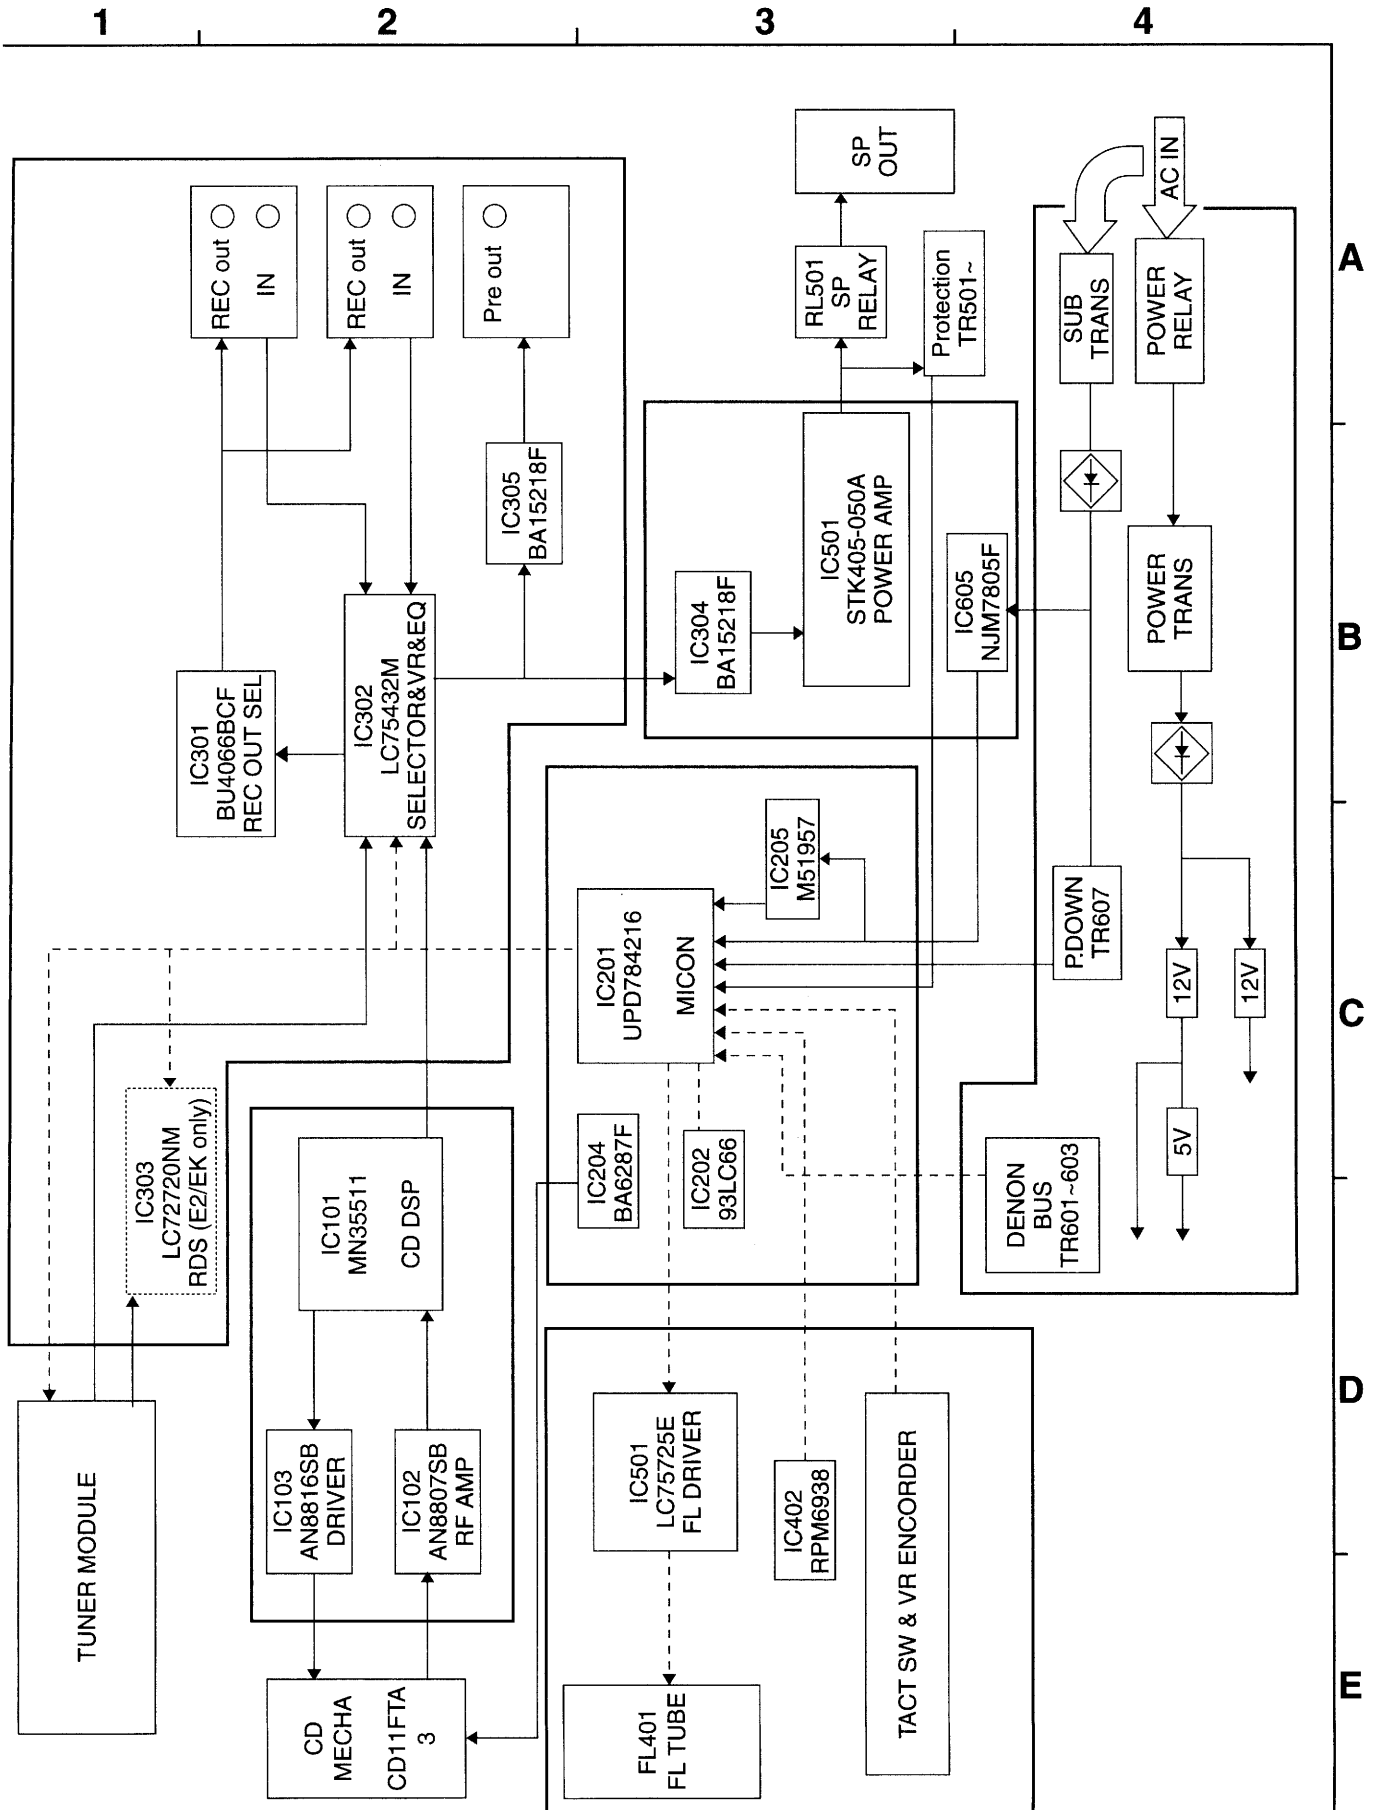 1
2
3
4
A
B
C
D
E
REC out
IN
REC out
IN
Pre out
SP
OUT
RL501
SP
RELAY
Protection
TR501~
AC IN
SUB
TRANS
POWER
RELAY
IC305
BA15218F
IC501
STK405-050A
POWER AMP
IC304
BA15218F
IC605
NJM7805F
POWER
TRANS
IC301
BU4066BCF
REC OUT SEL
IC302
LC75432M
SELECTOR&VR&EQ
IC205
M51957
IC201
UPD784216
MICON
P.DOWN
TR607
12V
12V
5V
IC303
LC72720NM
RDS (E2/EK only)
IC101
MN35511
CD DSP
IC204
BA6287F
IC202
93LC66
DENON
BUS
TR601~603
TUNER MODULE
IC103
AN8816SB
DRIVER
IC102
AN8807SB
RF AMP
IC501
LC75725E
FL DRIVER
IC402
RPM6938
TACT SW & VR ENCORDER
CD
MECHA
CD11FTA
3
FL401
FL TUBE